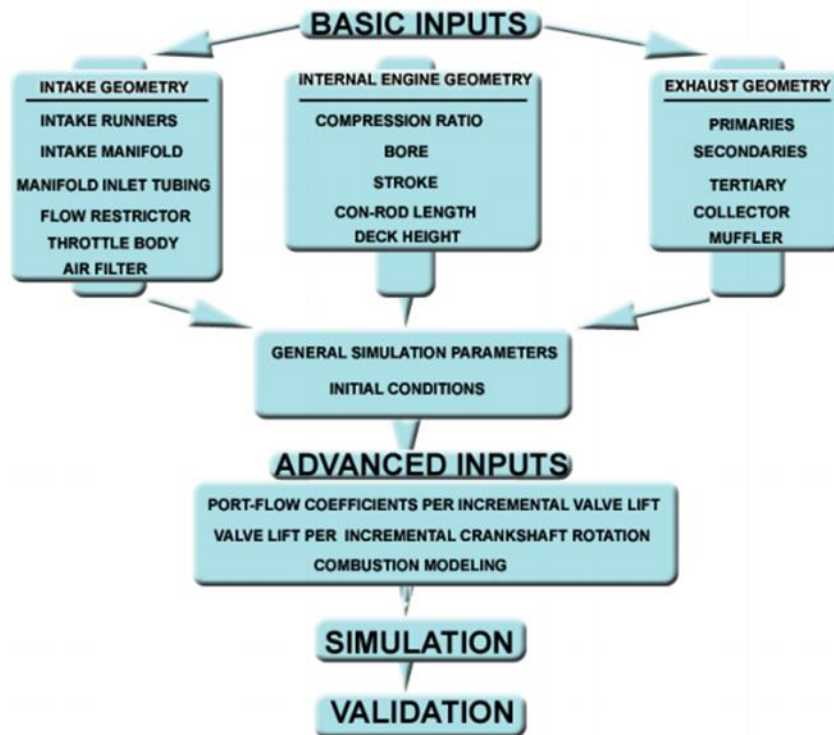 BASIC INPUTS
INTAKE GEOMETRY
INTAKE RUNNERS
INTAKE MANIFOLD
MANIFOLD INLET TUBING
FLOW RESTRICTOR
THROTTLE BODY
AIR FILTER
INTERNAL ENGINE GEOMETRY
COMPRESSION RATIO
BORE
STROKE
CON-ROD LENGTH
DECK HEIGHT
EXHAUST GEOMETRY
PRIMARIES
SECONDARIES
TERTIARY
COLLECTOR
MUFFLER
GENERAL SIMULATION PARAMETERS
INITIAL CONDITIONS
ADVANCED INPUTS
PORT-FLOW COEFFICIENTS PER INCREMENTAL VALVE LIFT
VALVE LIFT PER INCREMENTAL CRANKSHAFT ROTATION
COMBUSTION MODELING
SIMULATION
VALIDATION